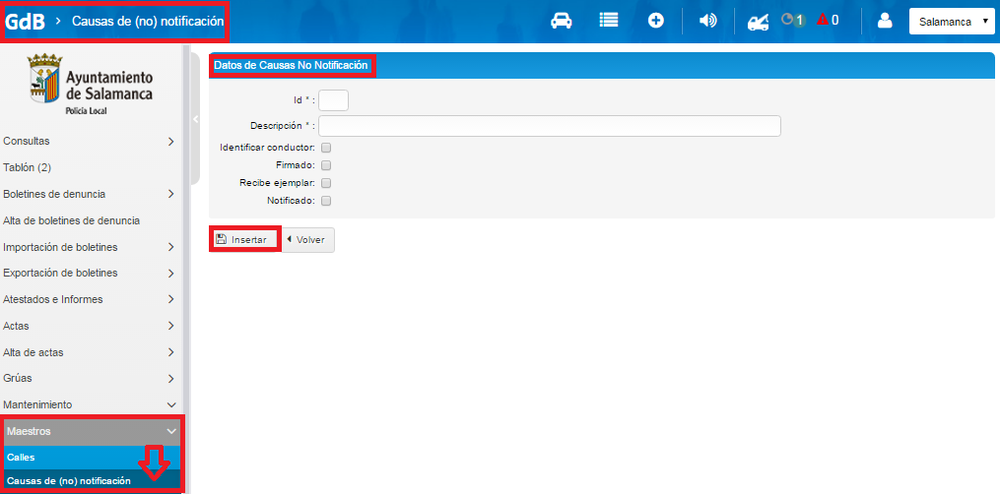 GdB > Causas de (no) notificación
1 0
Salamanca
Ayuntamiento
de Salamanca
Policía Local
Consultas
Tablón (2)
Boletines de denuncia
Alta de boletines de denuncia
Importación de boletines
Exportación de boletines
Atestados e Informes
Actas
Alta de actas
Grúas
Mantenimiento
Maestros
Calles
Causas de (no) notificación
Datos de Causas No Notificación
Id * :
Descripción * :
Identificar conductor:
Firmado:
Recibe ejemplar:
Notificado:
Insertar Volver